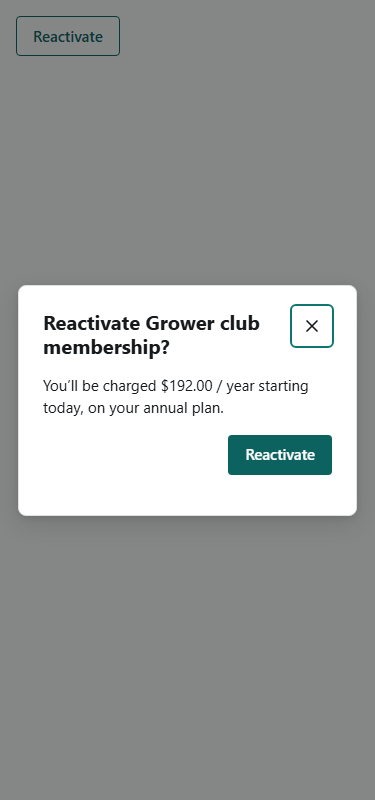 Reactivate
Reactivate Grower club
membership?
You'll be charged $192.00 / year starting
today, on your annual plan.
Reactivate